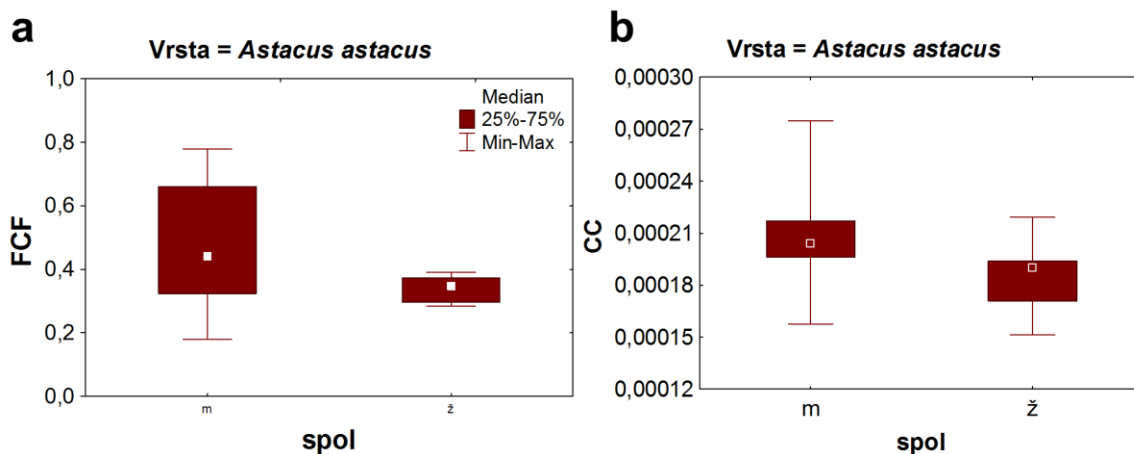 a
Vrsta = Astacus astacus
1,0
0,8
0,6
0,4
0,2
0,0
FCF
Median
25%-75%
Min-Max
m
ž
spol
b
Vrsta = Astacus astacus
0,00030
0,00027
0,00024
0,00021
0,00018
0,00015
0,00012
CC
m
ž
spol